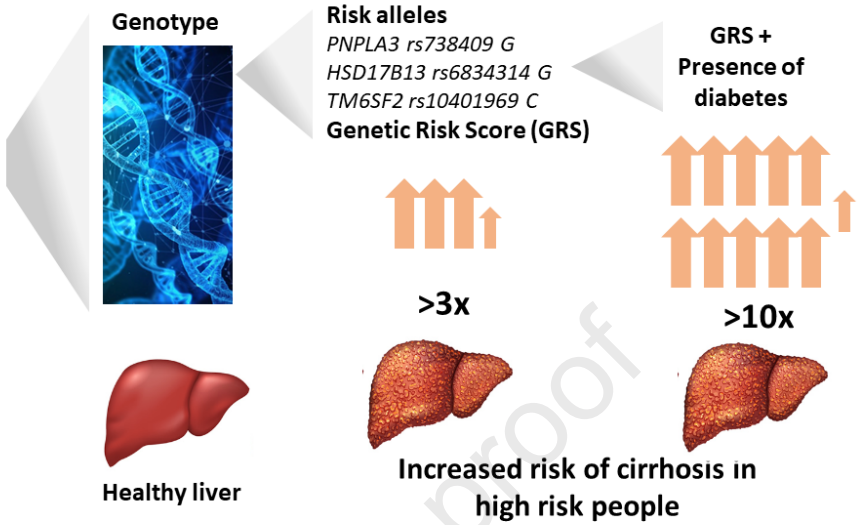 Genotype
Risk alleles
PNPLA3 rs738409 G
HSD17B13 rs6834314 G
TM6SF2 rs10401969 C
Genetic Risk Score (GRS)
GRS +
Presence of
diabetes
>3x
>10x
Healthy liver
Increased risk of cirrhosis in
high risk people
proof